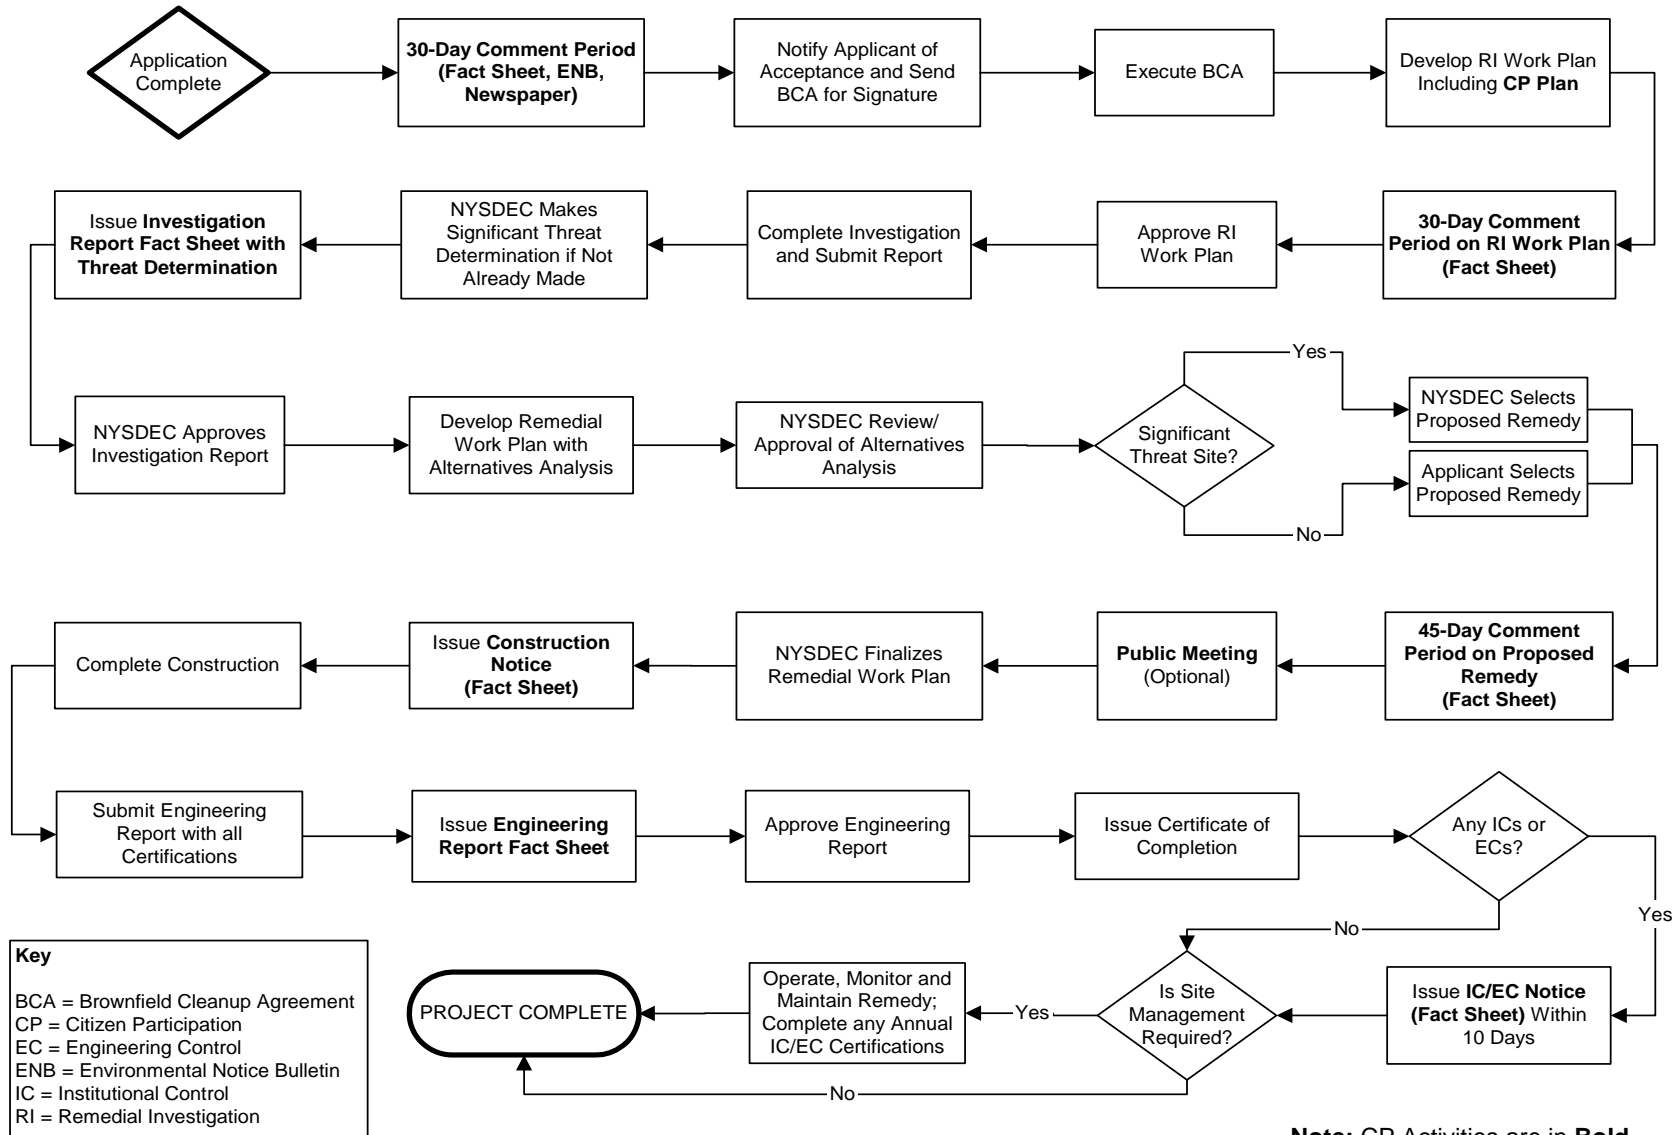 Application
Complete
30-Day Comment Period
(Fact Sheet, ENB,
Newspaper)
Notify Applicant of
Acceptance and Send
BCA for Signature
Execute BCA
Develop RI Work Plan
Including CP Plan
30-Day Comment
Period on RI Work Plan
(Fact Sheet)
Approve RI
Work Plan
Complete Investigation
and Submit Report
NYSDEC Makes
Significant Threat
Determination if Not
Already Made
Issue Investigation
Report Fact Sheet with
Threat Determination
NYSDEC Approves
Investigation Report
Develop Remedial
Work Plan with
Alternatives Analysis
NYSDEC Review/
Approval of Alternatives
Analysis
Significant
Threat Site?
Yes
NYSDEC Selects
Proposed Remedy
No
Applicant Selects
Proposed Remedy
45-Day Comment
Period on Proposed
Remedy
(Fact Sheet)
Public Meeting
(Optional)
NYSDEC Finalizes
Remedial Work Plan
Issue Construction
Notice
(Fact Sheet)
Complete Construction
Submit Engineering
Report with all
Certifications
Issue Engineering
Report Fact Sheet
Approve Engineering
Report
Issue Certificate of
Completion
Any ICs or
ECs?
Yes
No
Issue IC/EC Notice
(Fact Sheet) Within
10 Days
Is Site
Management
Required?
Yes
Operate, Monitor and
Maintain Remedy;
Complete any Annual
IC/EC Certifications
No
PROJECT COMPLETE
Key
BCA = Brownfield Cleanup Agreement
CP = Citizen Participation
EC = Engineering Control
ENB = Environmental Notice Bulletin
IC = Institutional Control
RI = Remedial Investigation
Note: CP Activities are in Bold